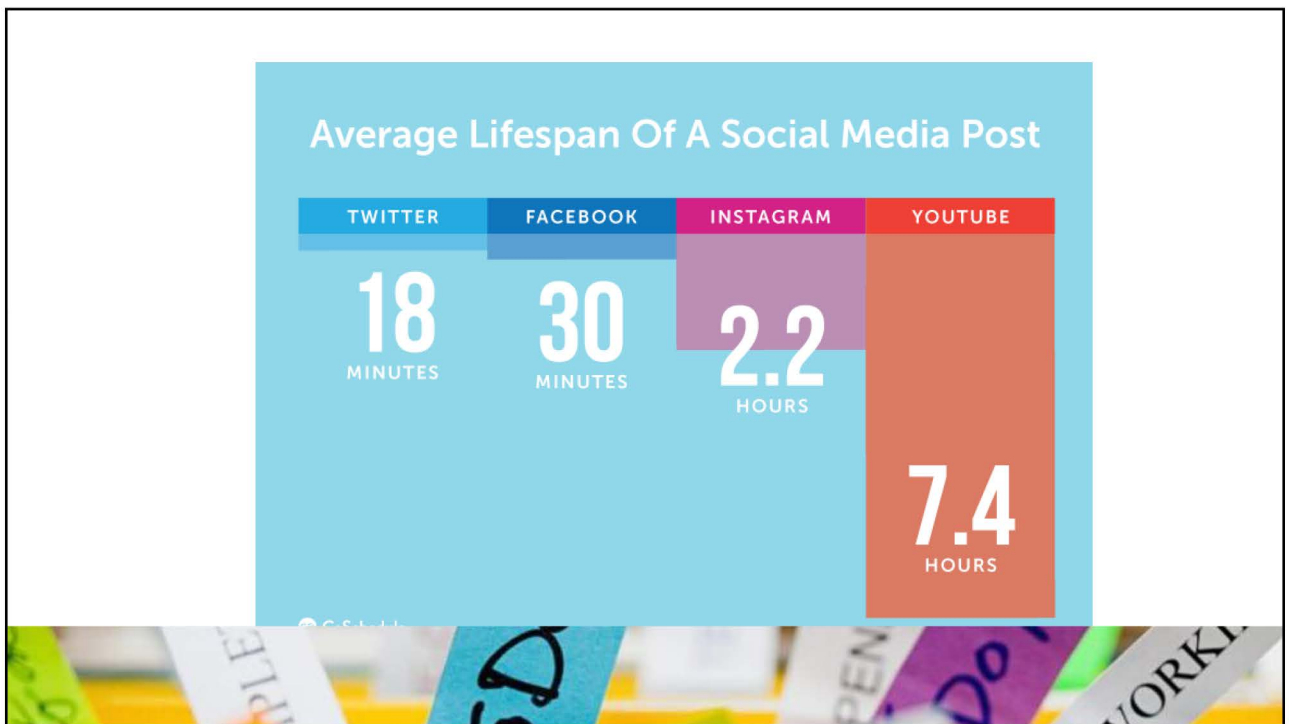 Average Lifespan Of A Social Media Post
TWITTER
18
MINUTES
FACEBOOK
30
MINUTES
INSTAGRAM
2.2
HOURS
YOUTUBE
7.4
HOURS